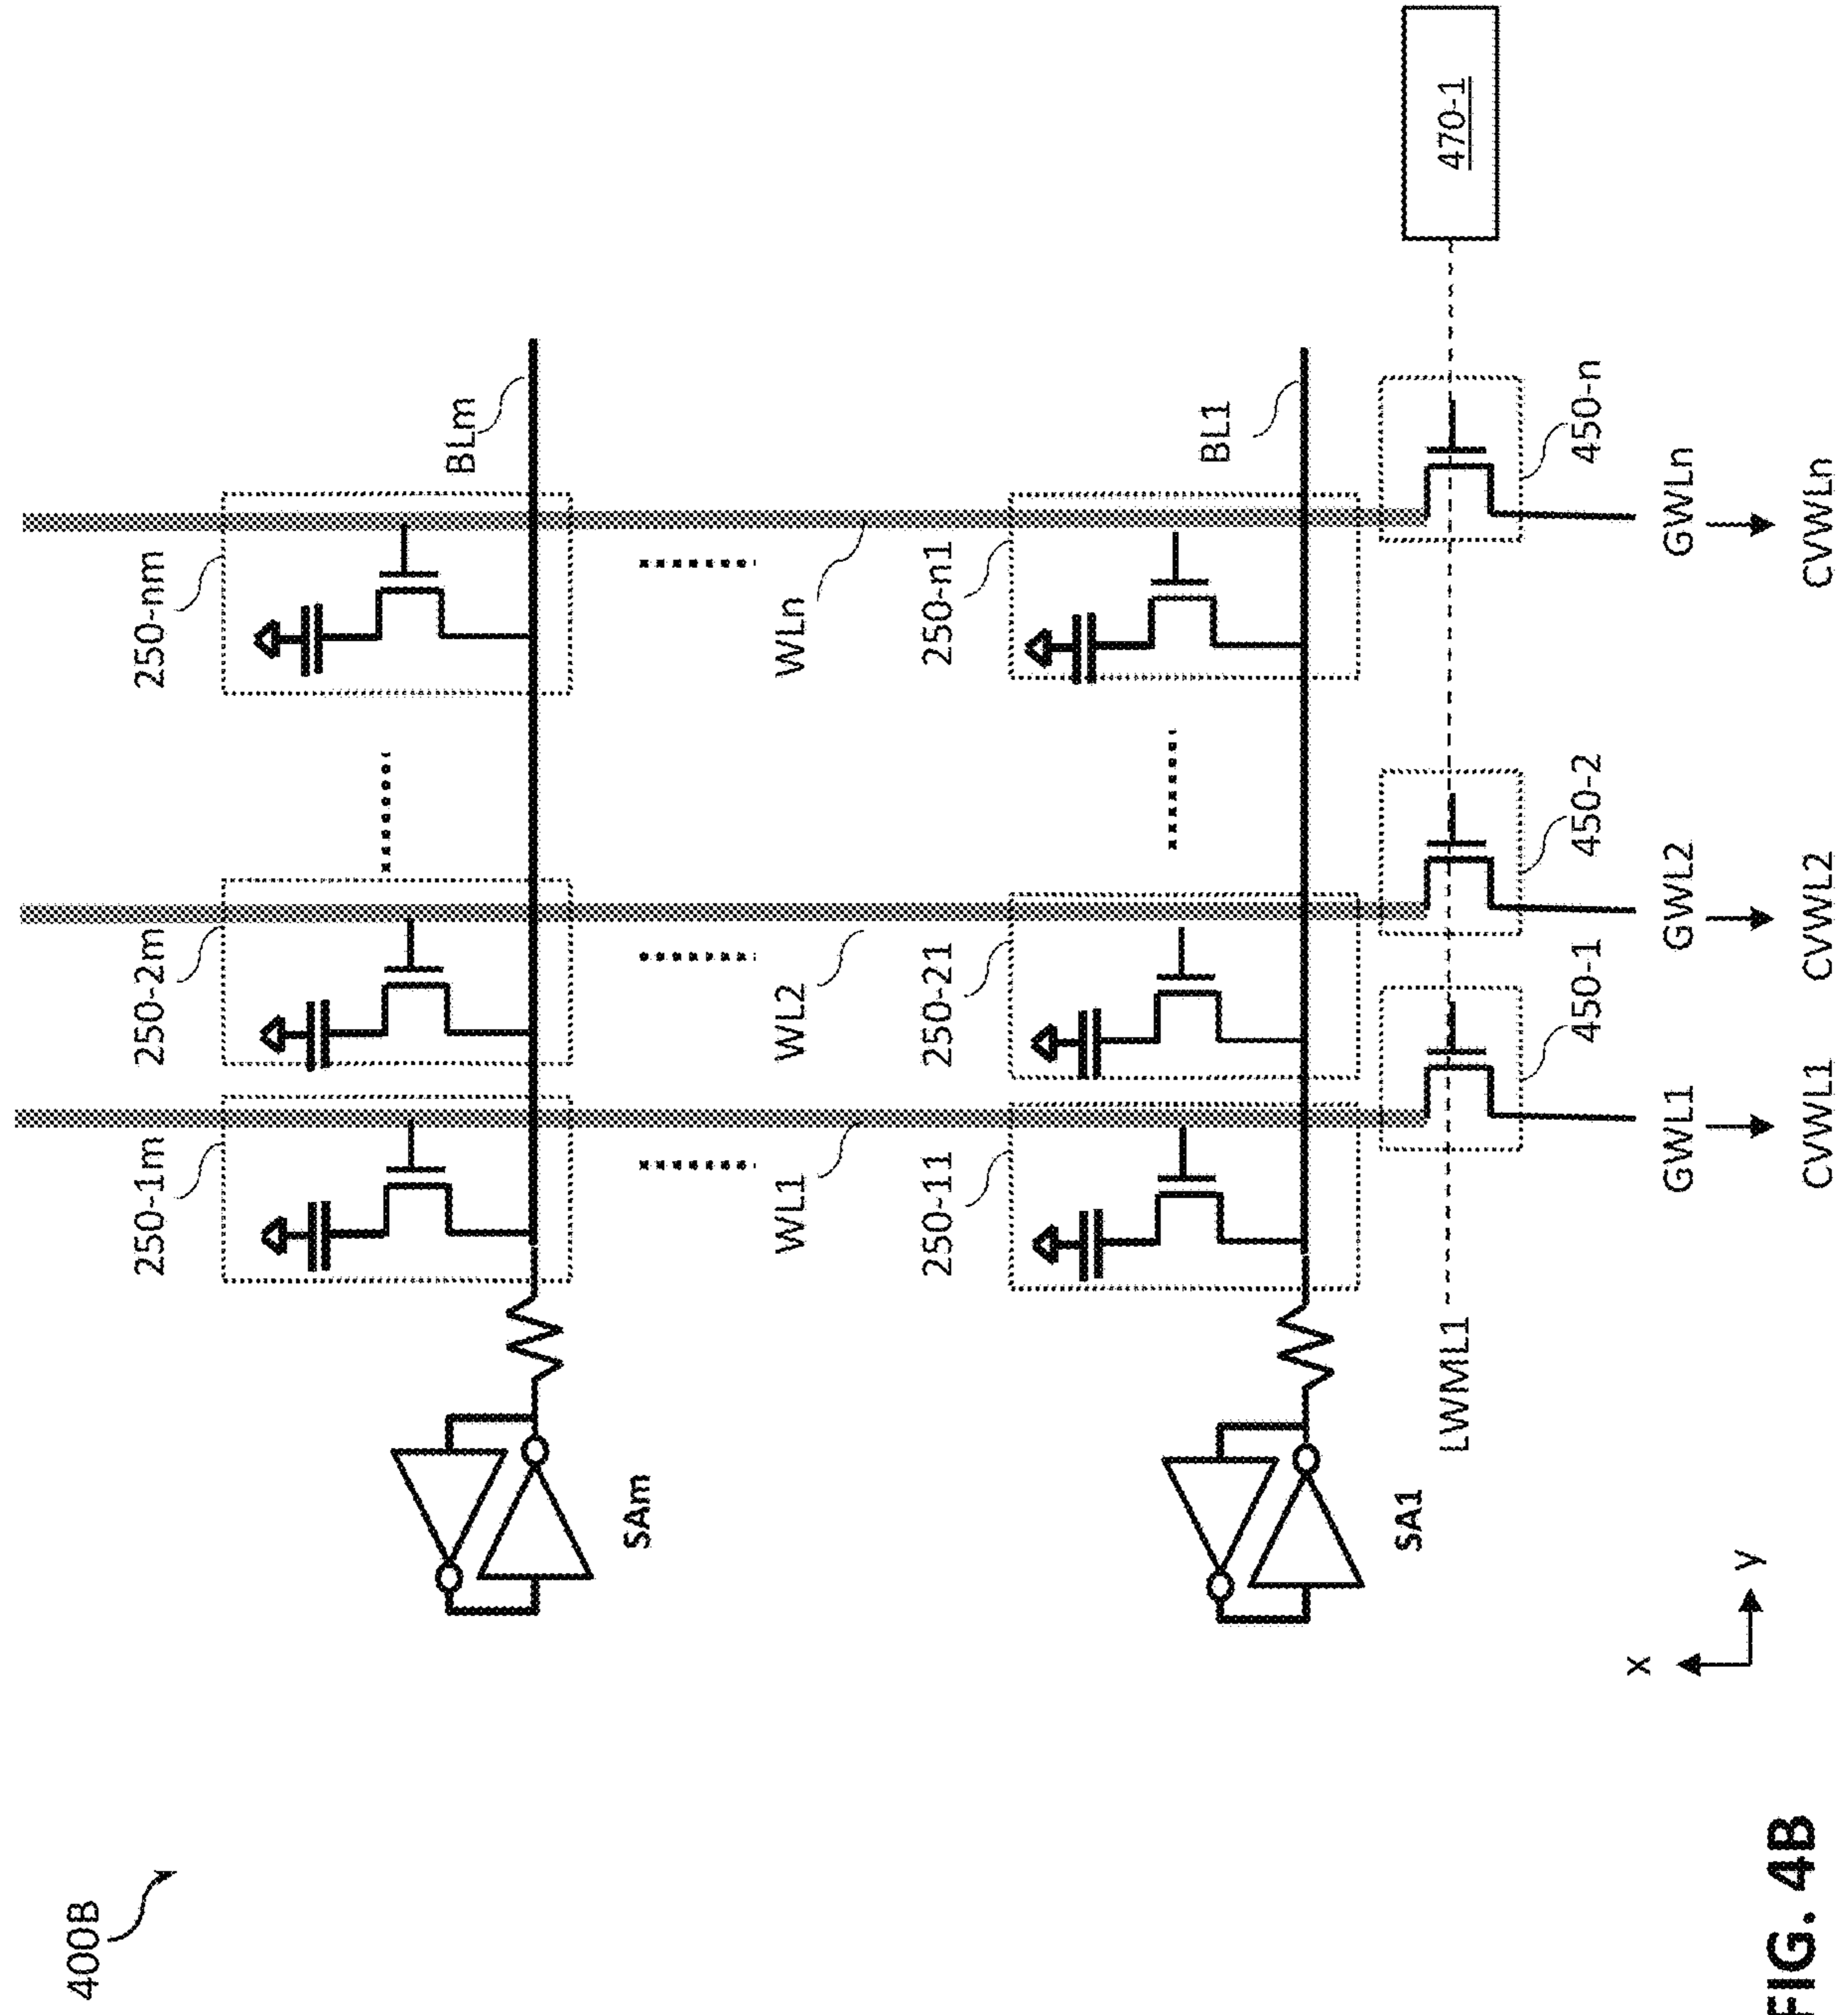 400B
250-1m
250-2m
250-nm
BLm
SAm
WL1
WL2
WLn
250-11
250-21
250-n1
BL1
SA1
LWML1
470-1
450-1
450-2
450-n
GWL1
GWL2
GWLn
CVWL1
CVWL2
CVWLn
x
y
FIG. 4B